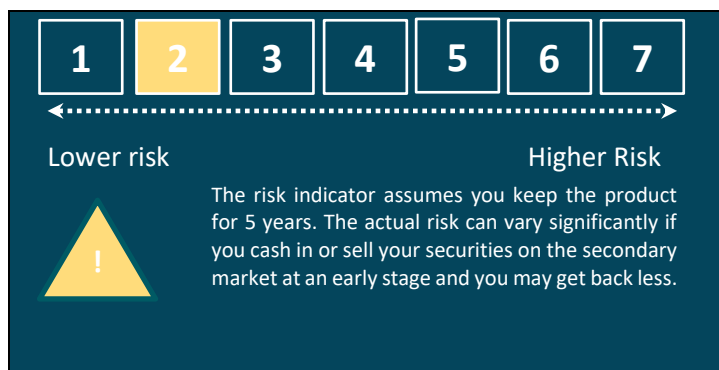 1 2 3 4 5 6 7
Lower risk Higher Risk
The risk indicator assumes you keep the product
for 5 years. The actual risk can vary significantly if
you cash in or sell your securities on the secondary
market at an early stage and you may get back less.
!